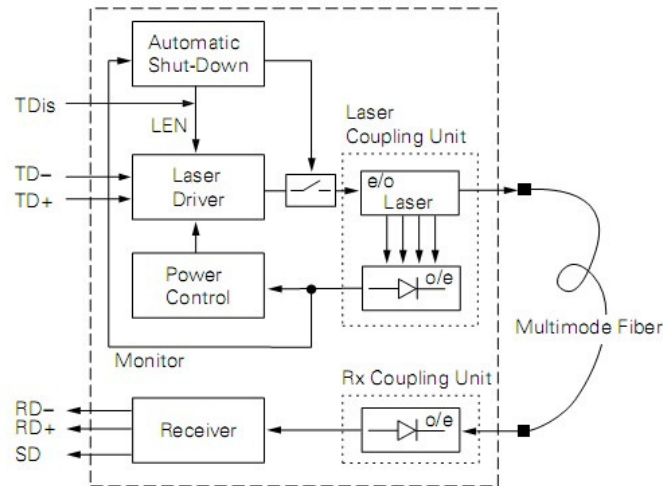 Automatic
Shut-Down
TDis
LEN
Laser
Coupling Unit
TD−
TD+
Laser
Driver
e/o
Laser
Power
Control
o/e
Multimode Fiber
Monitor
Rx Coupling Unit
RD−
RD+
SD
Receiver
o/e